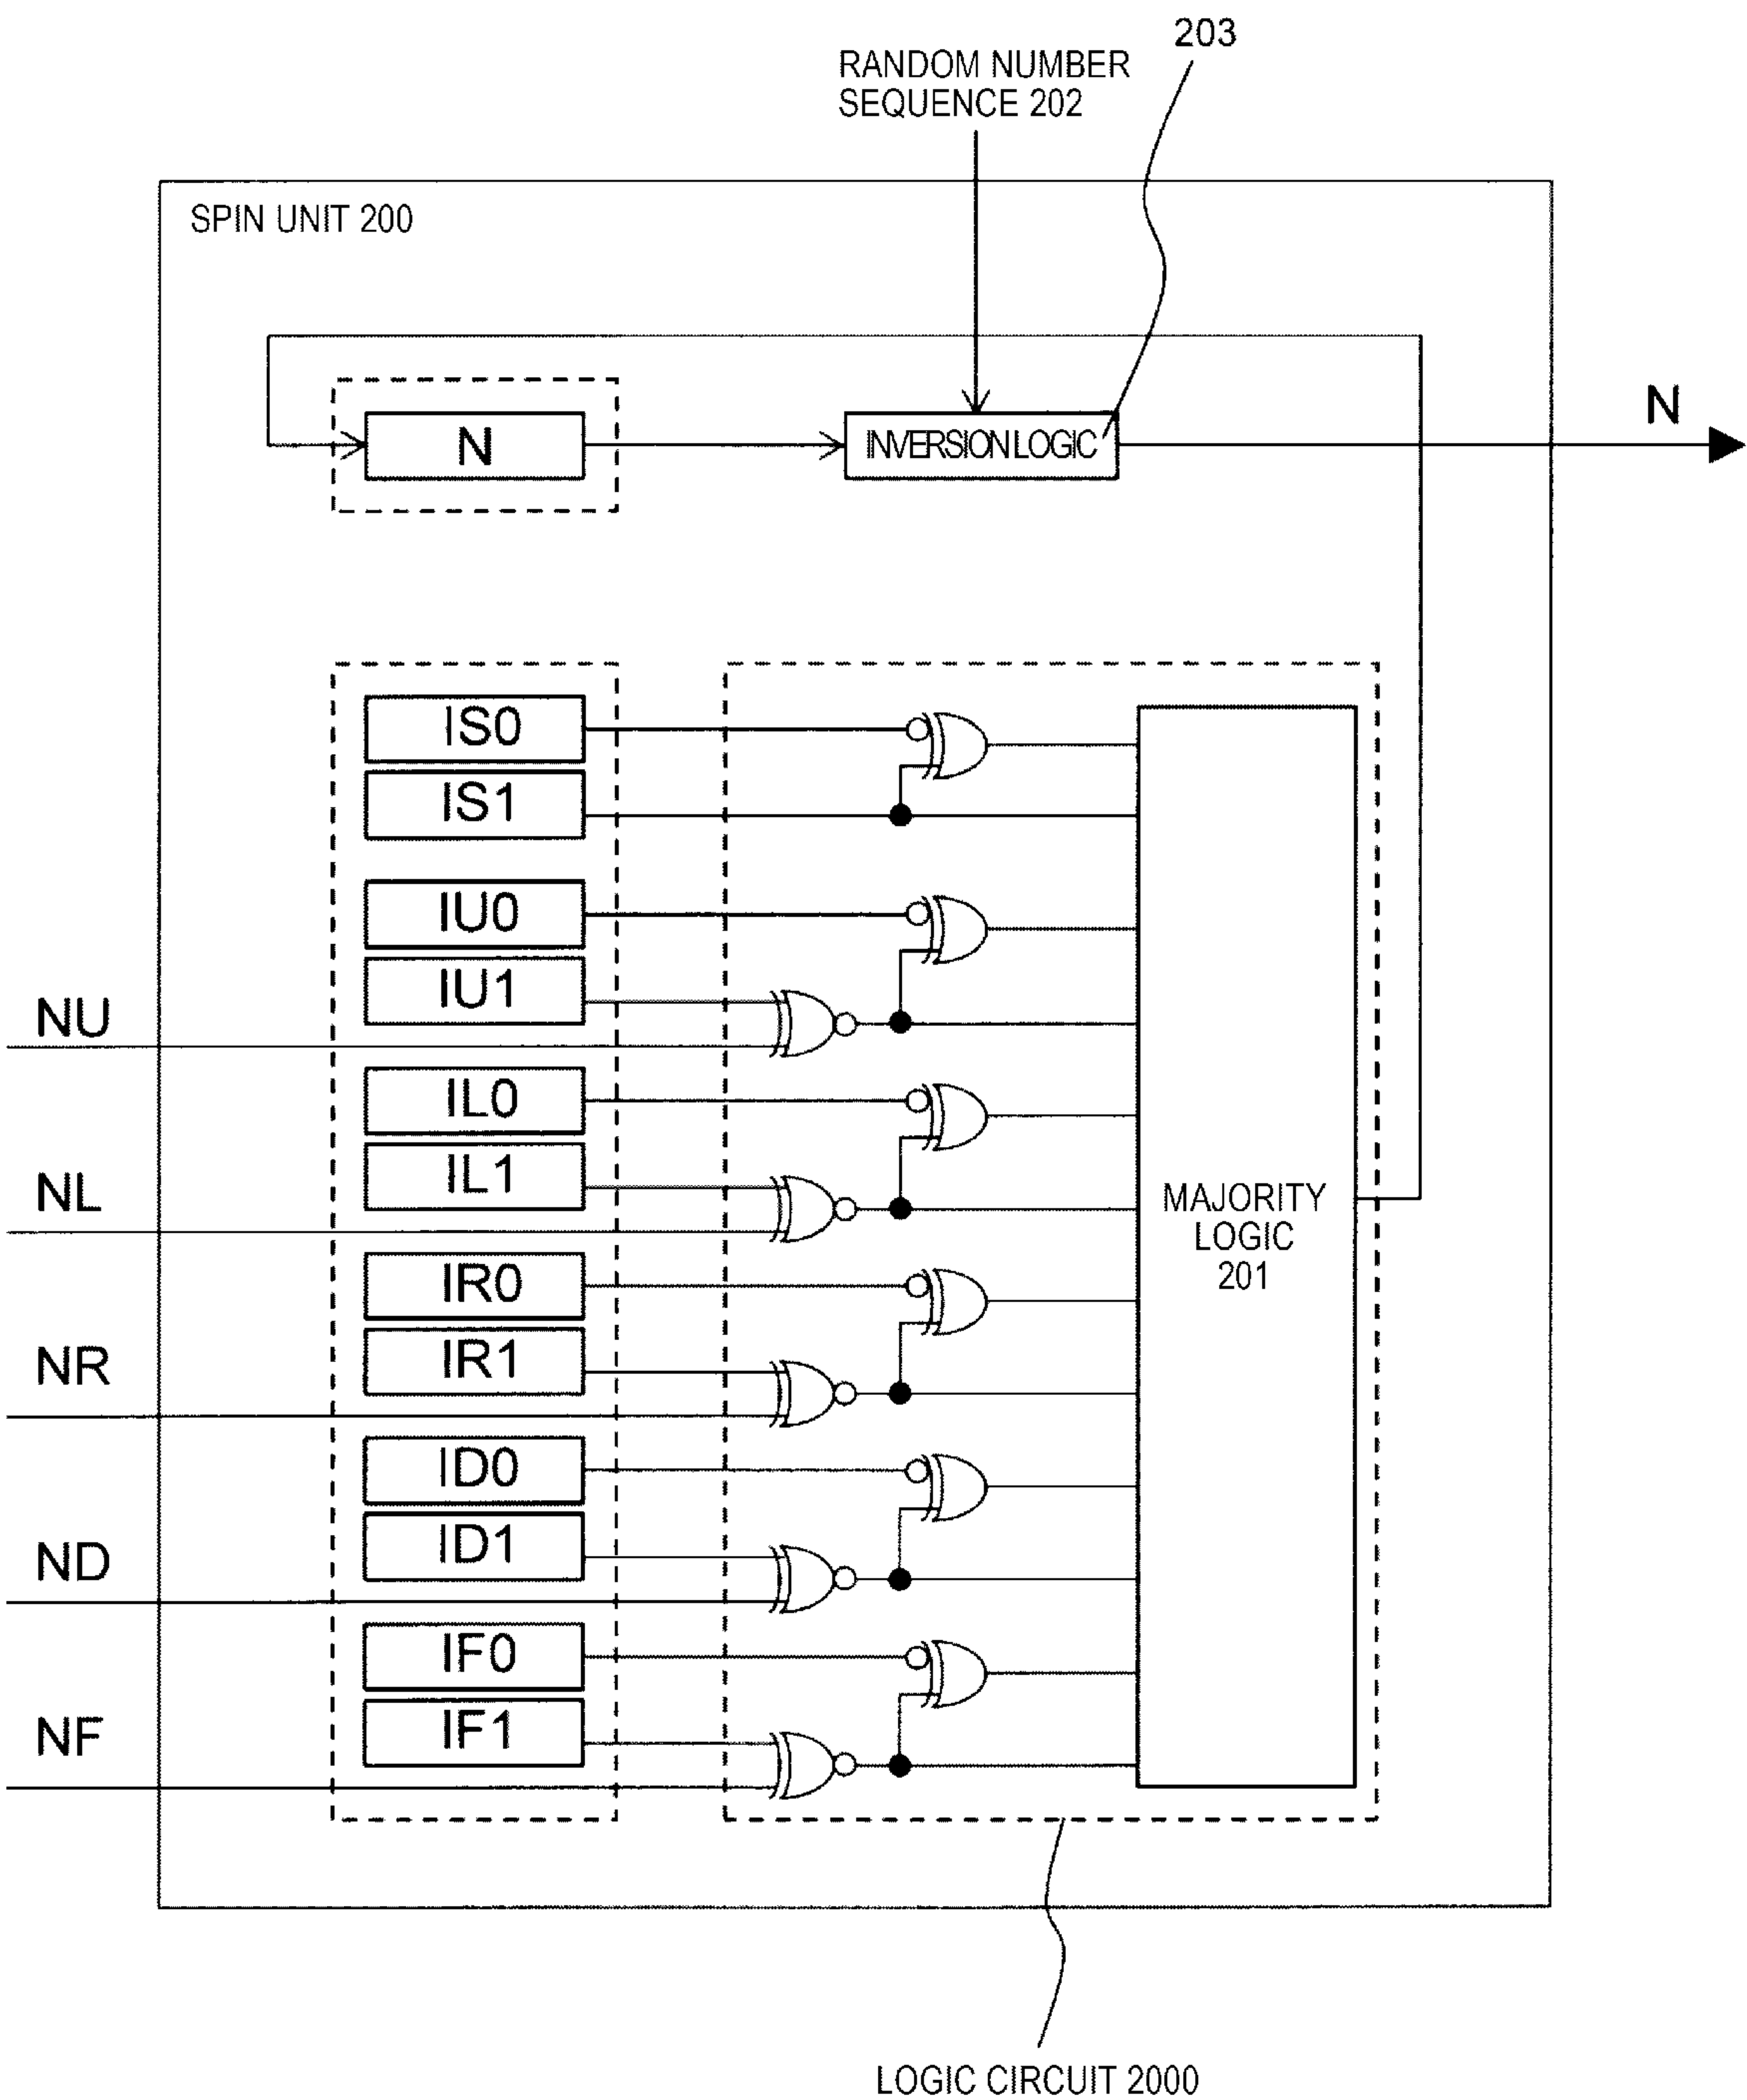 203
RANDOM NUMBER
SEQUENCE 202
SPIN UNIT 200
N
INVERSION LOGIC
N
IS0
IS1
IU0
IU1
NU
IL0
IL1
NL
IR0
IR1
NR
ID0
ID1
ND
IF0
IF1
NF
MAJORITY
LOGIC
201
LOGIC CIRCUIT 2000